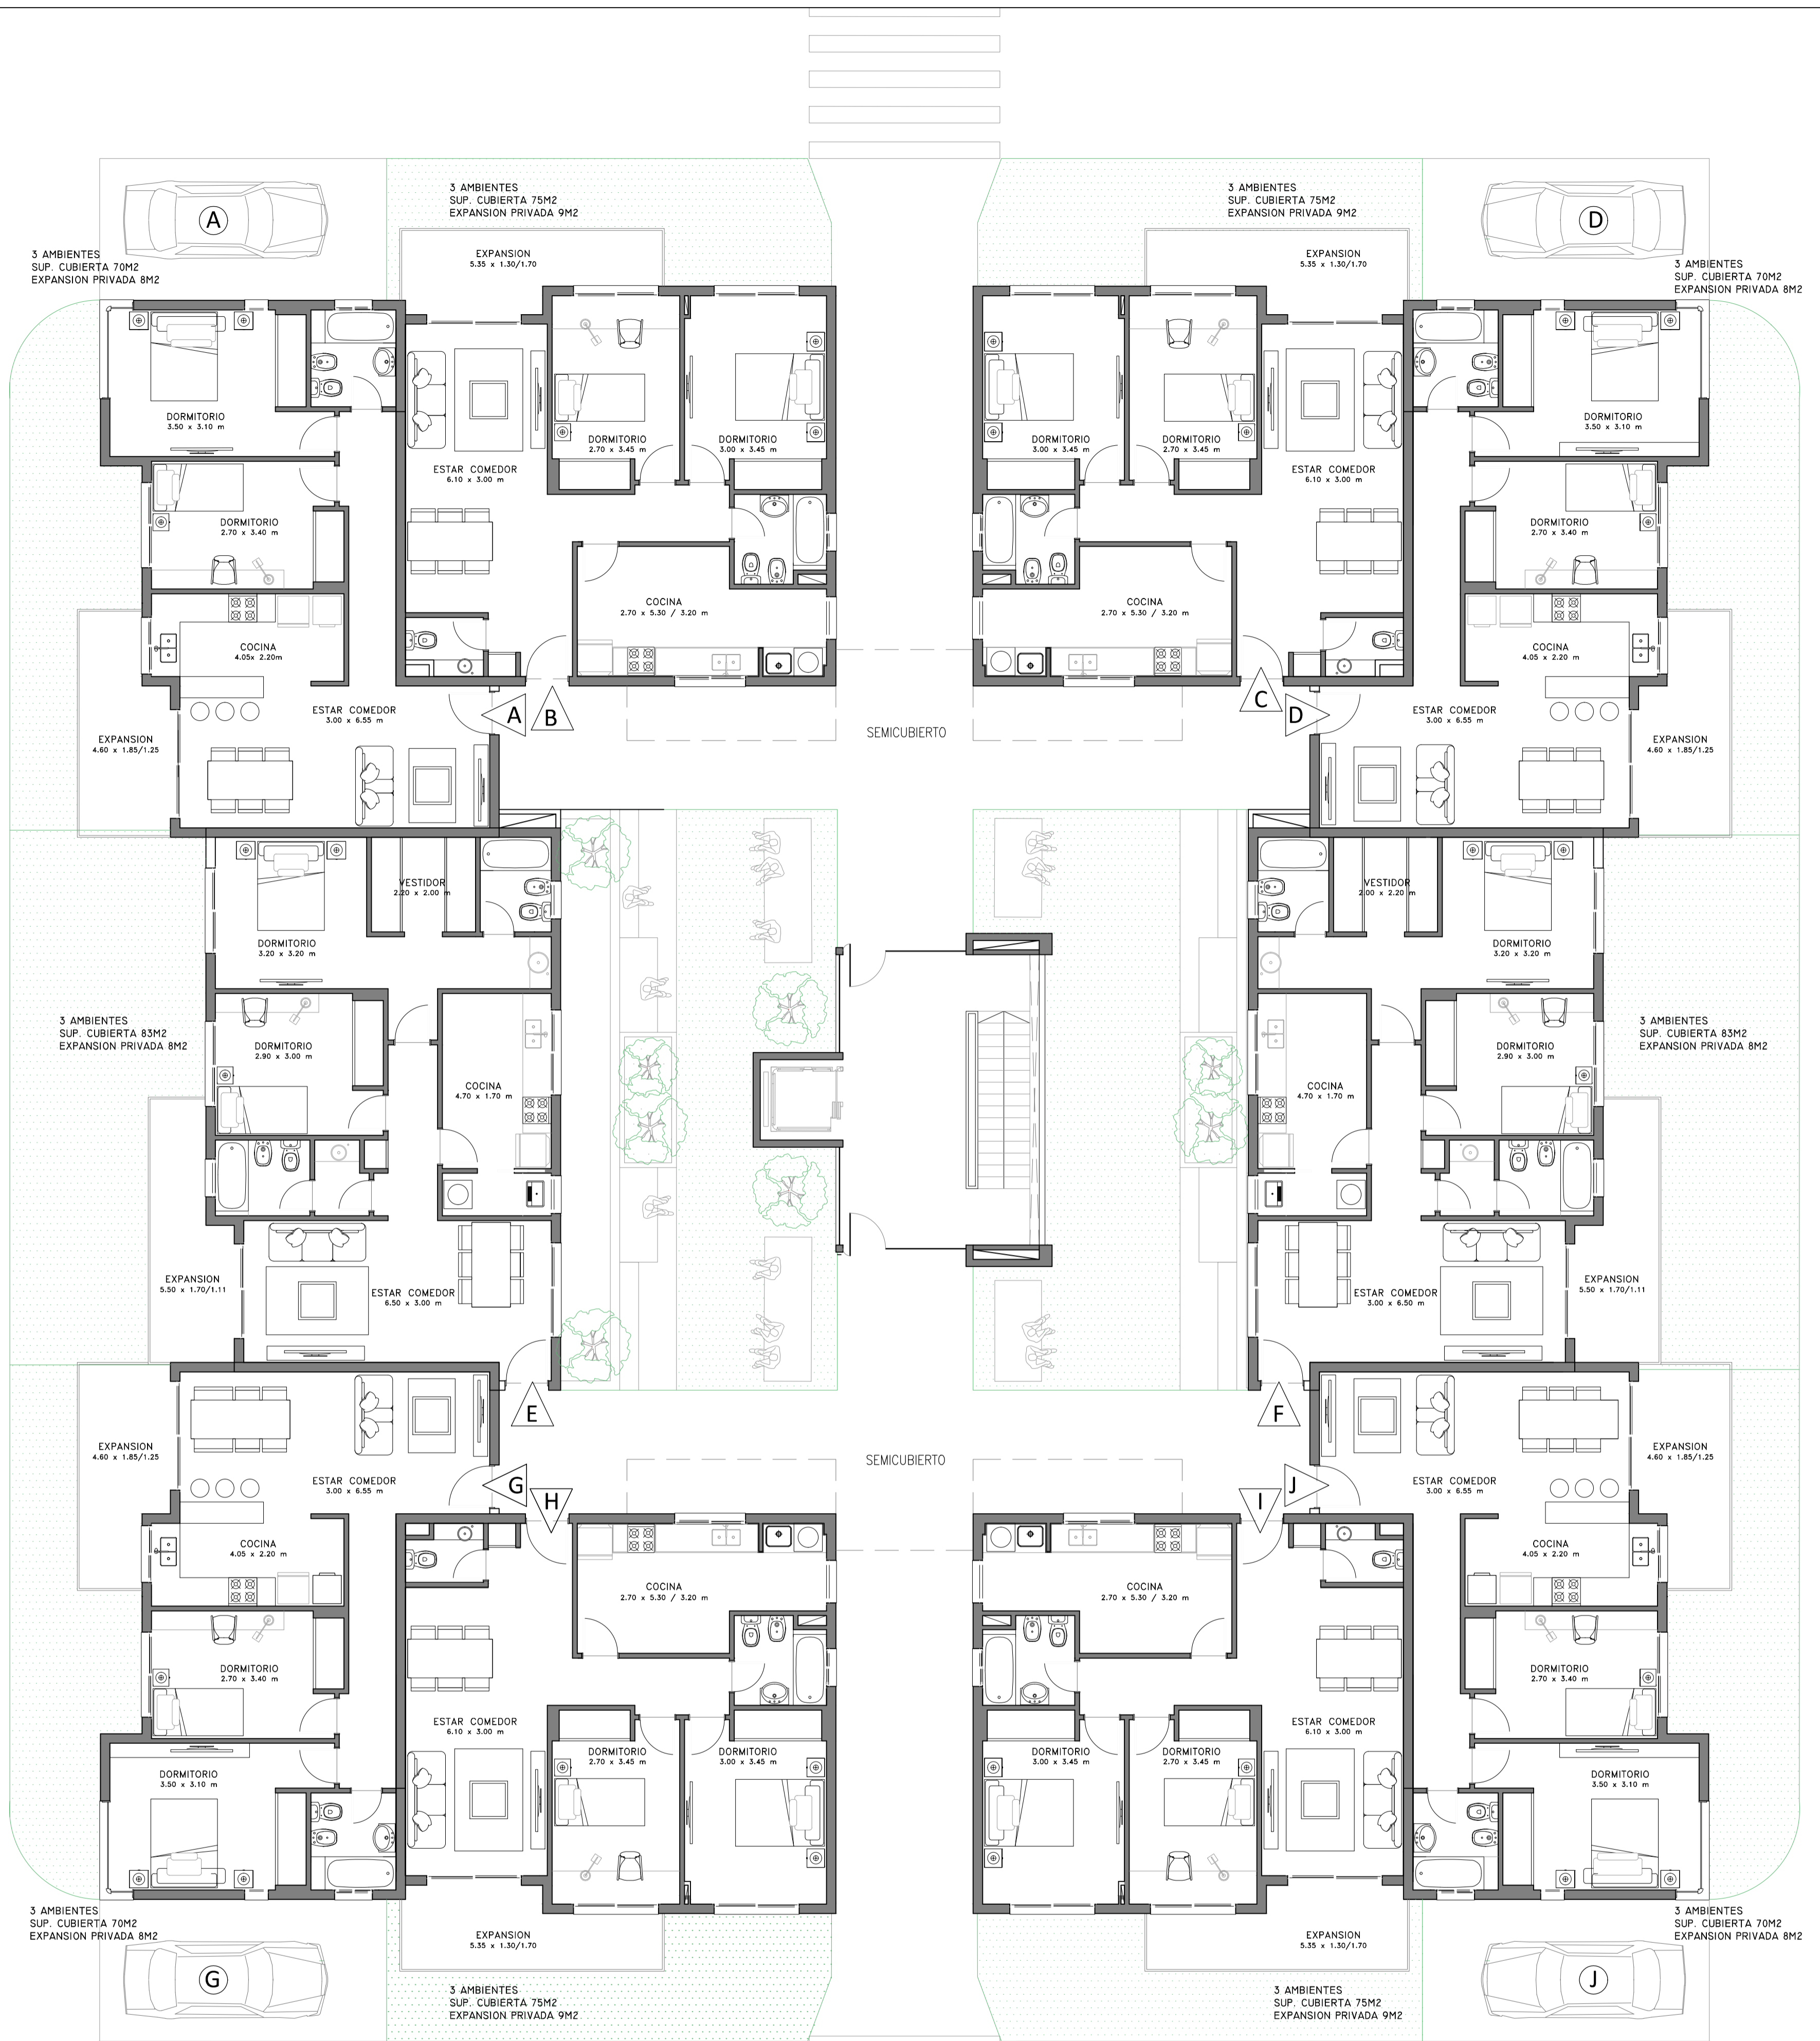 3 AMBIENTES
SUP. CUBIERTA 75M2
EXPANSION PRIVADA 9M2
3 AMBIENTES
SUP. CUBIERTA 75M2
EXPANSION PRIVADA 9M2
A
D
3 AMBIENTES
SUP. CUBIERTA 70M2
EXPANSION PRIVADA 8M2
EXPANSION
5.35 x 1.30/1.70
EXPANSION
5.35 x 1.30/1.70
3 AMBIENTES
SUP. CUBIERTA 70M2
EXPANSION PRIVADA 8M2
DORMITORIO
3.50 x 3.10 m
DORMITORIO
2.70 x 3.45 m
DORMITORIO
3.00 x 3.45 m
DORMITORIO
3.00 x 3.45 m
DORMITORIO
2.70 x 3.45 m
DORMITORIO
3.50 x 3.10 m
ESTAR COMEDOR
6.10 x 3.00 m
ESTAR COMEDOR
6.10 x 3.00 m
DORMITORIO
2.70 x 3.40 m
DORMITORIO
2.70 x 3.40 m
COCINA
2.70 x 5.30 / 3.20 m
COCINA
2.70 x 5.30 / 3.20 m
COCINA
4.05x 2.20m
COCINA
4.05 x 2.20 m
ESTAR COMEDOR
3.00 x 6.55 m
A
B
C
D
ESTAR COMEDOR
3.00 x 6.55 m
SEMICUBIERTO
EXPANSION
4.60 x 1.85/1.25
EXPANSION
4.60 x 1.85/1.25
VESTIDOR
2.20 x 2.00 m
VESTIDOR
2.00 x 2.20 m
DORMITORIO
3.20 x 3.20 m
DORMITORIO
3.20 x 3.20 m
3 AMBIENTES
SUP. CUBIERTA 83M2
EXPANSION PRIVADA 8M2
DORMITORIO
2.90 x 3.00 m
DORMITORIO
2.90 x 3.00 m
3 AMBIENTES
SUP. CUBIERTA 83M2
EXPANSION PRIVADA 8M2
COCINA
4.70 x 1.70 m
COCINA
4.70 x 1.70 m
EXPANSION
5.50 x 1.70/1.11
ESTAR COMEDOR
6.50 x 3.00 m
ESTAR COMEDOR
3.00 x 6.50 m
EXPANSION
5.50 x 1.70/1.11
E
F
EXPANSION
4.60 x 1.85/1.25
SEMICUBIERTO
EXPANSION
4.60 x 1.85/1.25
ESTAR COMEDOR
3.00 x 6.55 m
G
H
I
J
ESTAR COMEDOR
3.00 x 6.55 m
COCINA
4.05 x 2.20 m
COCINA
4.05 x 2.20 m
COCINA
2.70 x 5.30 / 3.20 m
COCINA
2.70 x 5.30 / 3.20 m
DORMITORIO
2.70 x 3.40 m
DORMITORIO
2.70 x 3.40 m
ESTAR COMEDOR
6.10 x 3.00 m
ESTAR COMEDOR
6.10 x 3.00 m
DORMITORIO
3.50 x 3.10 m
DORMITORIO
2.70 x 3.45 m
DORMITORIO
3.00 x 3.45 m
DORMITORIO
3.00 x 3.45 m
DORMITORIO
2.70 x 3.45 m
DORMITORIO
3.50 x 3.10 m
3 AMBIENTES
SUP. CUBIERTA 70M2
EXPANSION PRIVADA 8M2
EXPANSION
5.35 x 1.30/1.70
EXPANSION
5.35 x 1.30/1.70
3 AMBIENTES
SUP. CUBIERTA 70M2
EXPANSION PRIVADA 8M2
G
J
3 AMBIENTES
SUP. CUBIERTA 75M2
EXPANSION PRIVADA 9M2
3 AMBIENTES
SUP. CUBIERTA 75M2
EXPANSION PRIVADA 9M2